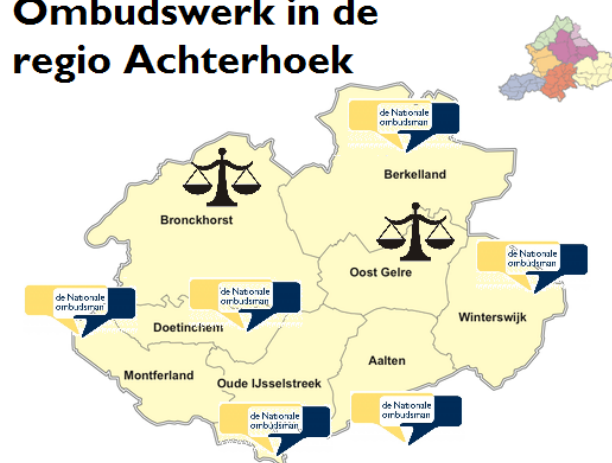 Ombudswerk in de
regio Achterhoek
de Nationale
ombudsman
Berkelland
Bronckhorst
de Nationale
ombudsman
Oost Gelre
de Nationale
ombudsman
de Nationale
ombudsman
Winterswijk
Doetinchem
Aalten
Montferland
Oude IJsselstreek
de Nationale
ombudsman
de Nationale
ombudsman